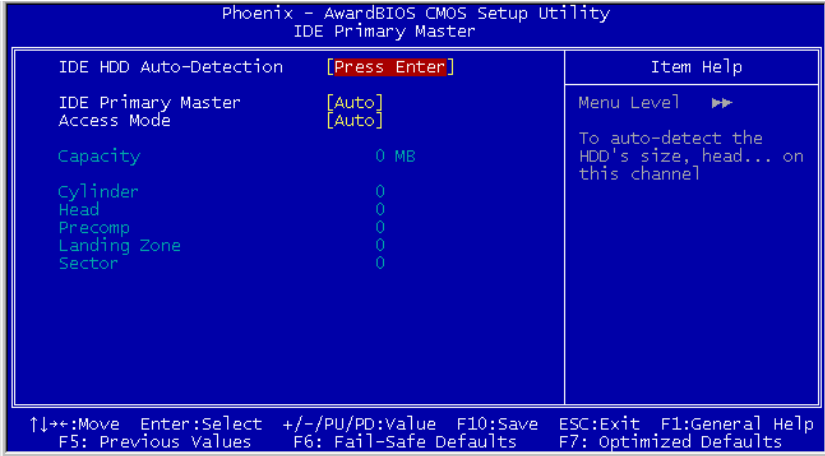 Phoenix - AwardBIOS CMOS Setup Utility
IDE Primary Master
IDE HDD Auto-Detection [Press Enter]
IDE Primary Master [Auto]
Access Mode [Auto]
Capacity 0 MB
Cylinder 0
Head 0
Precomp 0
Landing Zone 0
Sector 0
Item Help
Menu Level ▶▶
To auto-detect the
HDD's size, head... on
this channel
↑↓→←:Move Enter:Select +/-/PU/PD:Value F10:Save ESC:Exit F1:General Help
F5: Previous Values F6: Fail-Safe Defaults F7: Optimized Defaults